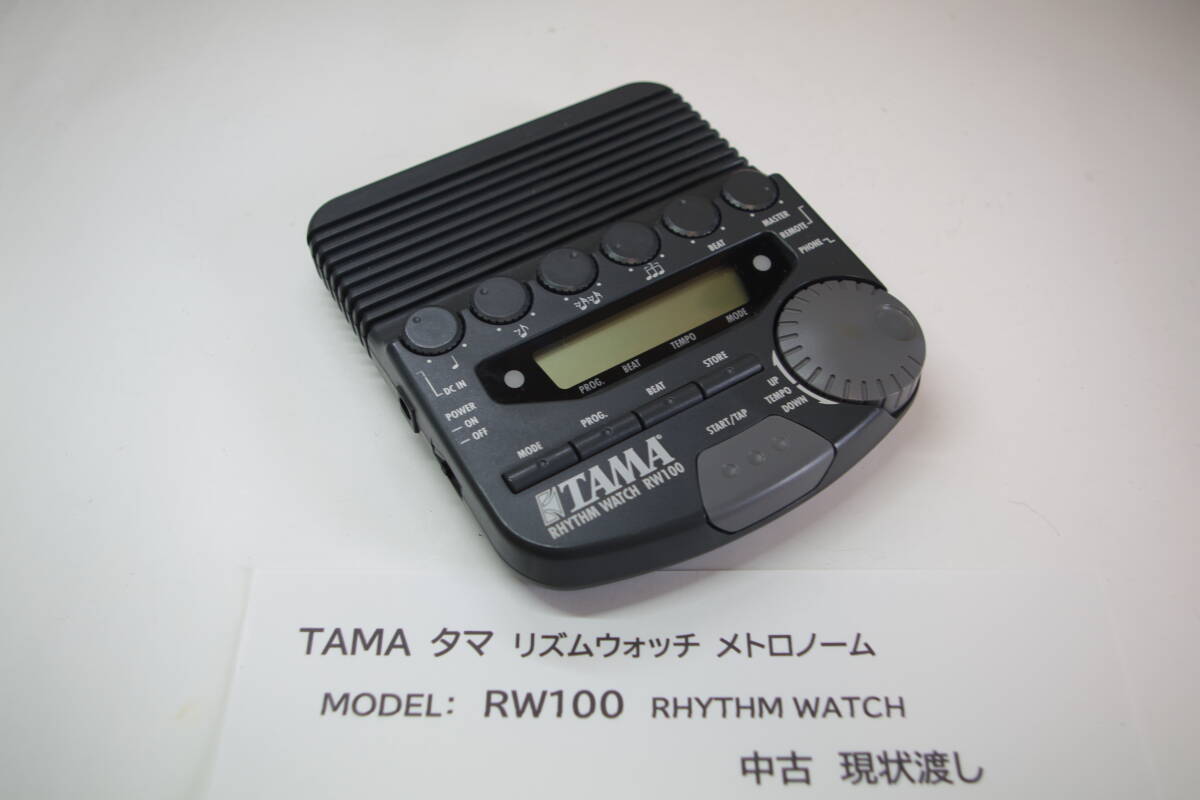 MASTER
REMOTE
PHONE
BEAT
DC IN
POWER
ON
OFF
PROG.
BEAT
TEMPO
MODE
MODE
PROG.
BEAT
STORE
UP
TEMPO
DOWN
START/TAP
TAMA®
RHYTHM WATCH RW100
TAMA タマ リズムウォッチ メトロノーム
MODEL: RW100 RHYTHM WATCH
中古 現状渡し